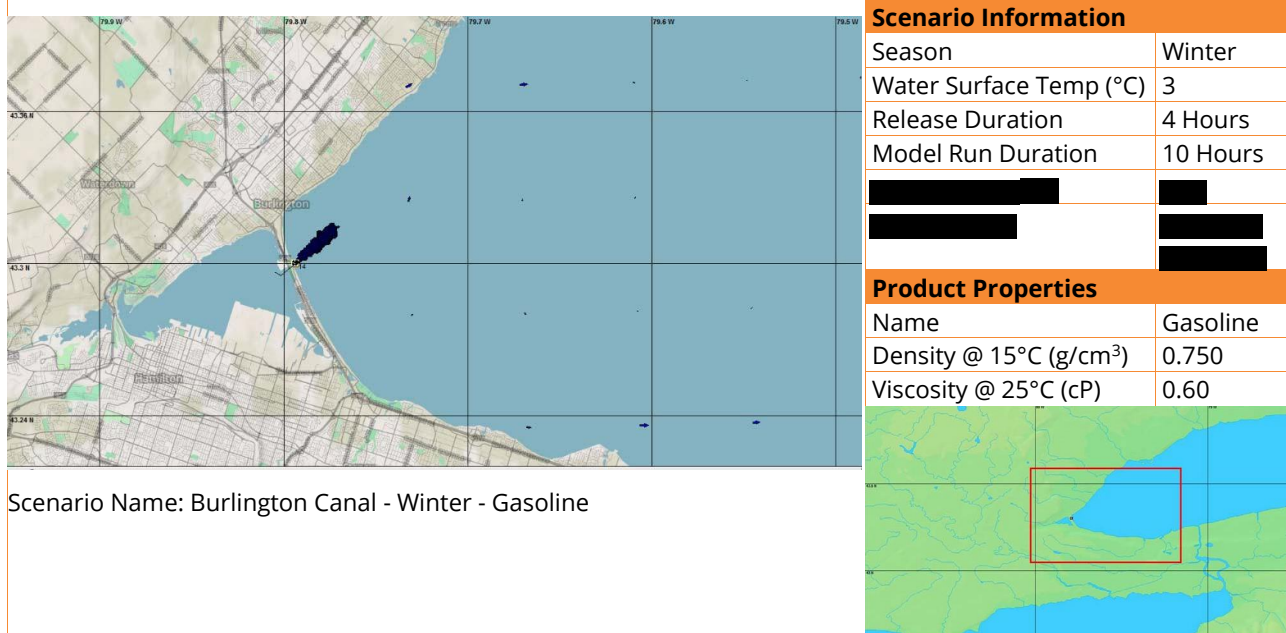 79.9 W
79.8 W
79.7 W
79.6 W
79.5 W
43.36 N
Waterdown
Burlington
43.3 N
14
Hamilton
43.24 N
Scenario Name: Burlington Canal - Winter - Gasoline
Scenario Information
Season Winter
Water Surface Temp (°C) 3
Release Duration 4 Hours
Model Run Duration 10 Hours
Product Properties
Name Gasoline
Density @ 15°C (g/cm³) 0.750
Viscosity @ 25°C (cP) 0.60